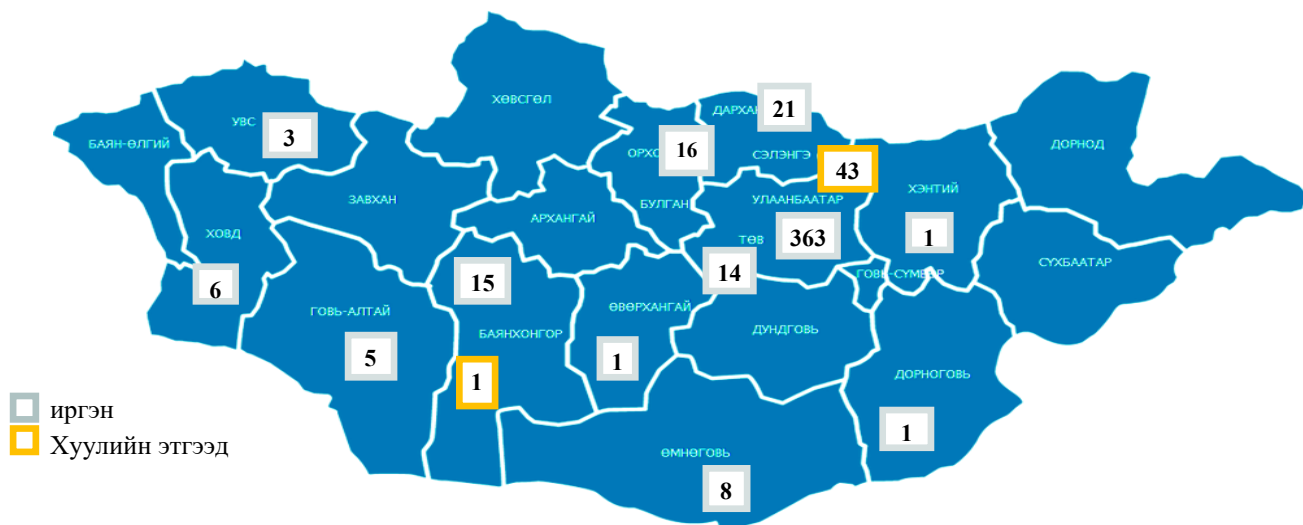 ХӨВСГӨЛ
УВС
3
БАЯН-ӨЛГИЙ
ДАРХАН
21
ОРХО
16
СЭЛЭНГЭ
43
ДОРНОД
ХЭНТИЙ
1
ЗАВХАН
АРХАНГАЙ
БУЛГАН
УЛААНБААТАР
ТӨВ
363
14
ХОВД
6
ГОВЬ-СҮМБЭР
СҮХБААТАР
15
ГОВЬ-АЛТАЙ
5
БАЯНХОНГОР
1
ӨВӨРХАНГАЙ
1
ДУНДГОВЬ
ДОРНОГОВЬ
1
ӨМНӨГОВЬ
8
иргэн
Хуулийн этгээд